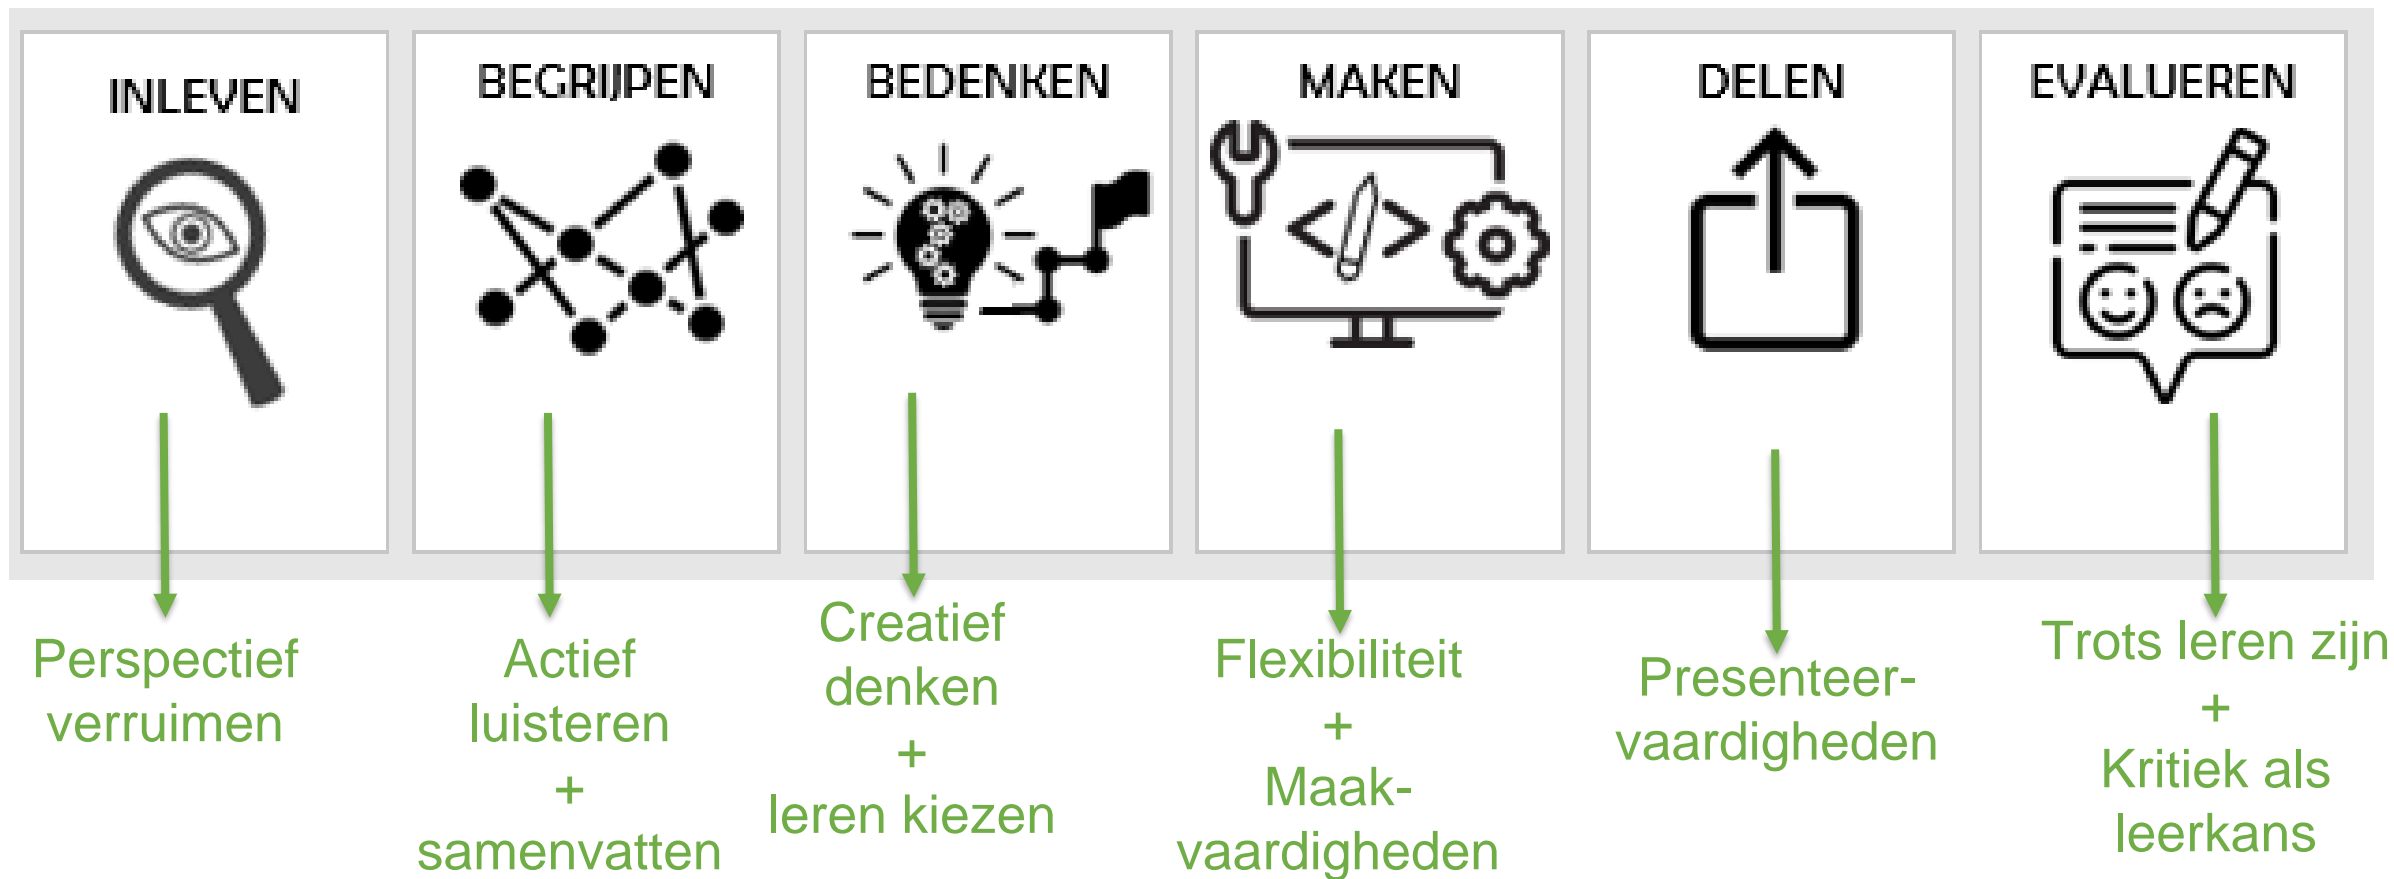 INLEVEN
BEGRIJPEN
BEDENKEN
MAKEN
DELEN
EVALUEREN
Perspectief
verruimen
Actief
luisteren
+
samenvatten
Creatief
denken
+
leren kiezen
Flexibiliteit
+
Maak-
vaardigheden
Presenteer-
vaardigheden
Trots leren zijn
+
Kritiek als
leerkans